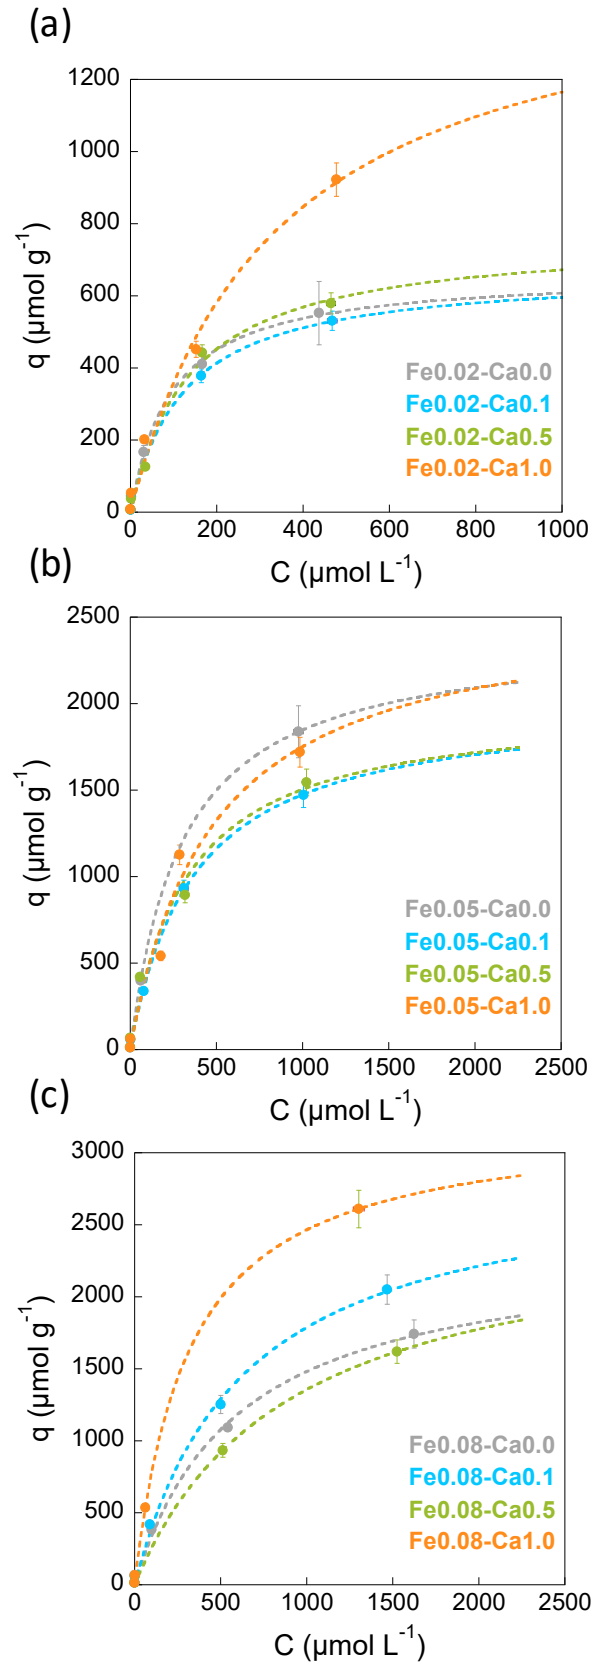 (a)
1200
1000
800
600
400
200
0
q (µmol g⁻¹)
Fe0.02-Ca0.0
Fe0.02-Ca0.1
Fe0.02-Ca0.5
Fe0.02-Ca1.0
0 200 400 600 800 1000
C (µmol L⁻¹)
(b)
2500
2000
1500
1000
500
0
q (µmol g⁻¹)
Fe0.05-Ca0.0
Fe0.05-Ca0.1
Fe0.05-Ca0.5
Fe0.05-Ca1.0
0 500 1000 1500 2000 2500
C (µmol L⁻¹)
(c)
3000
2500
2000
1500
1000
500
0
q (µmol g⁻¹)
Fe0.08-Ca0.0
Fe0.08-Ca0.1
Fe0.08-Ca0.5
Fe0.08-Ca1.0
0 500 1000 1500 2000 2500
C (µmol L⁻¹)